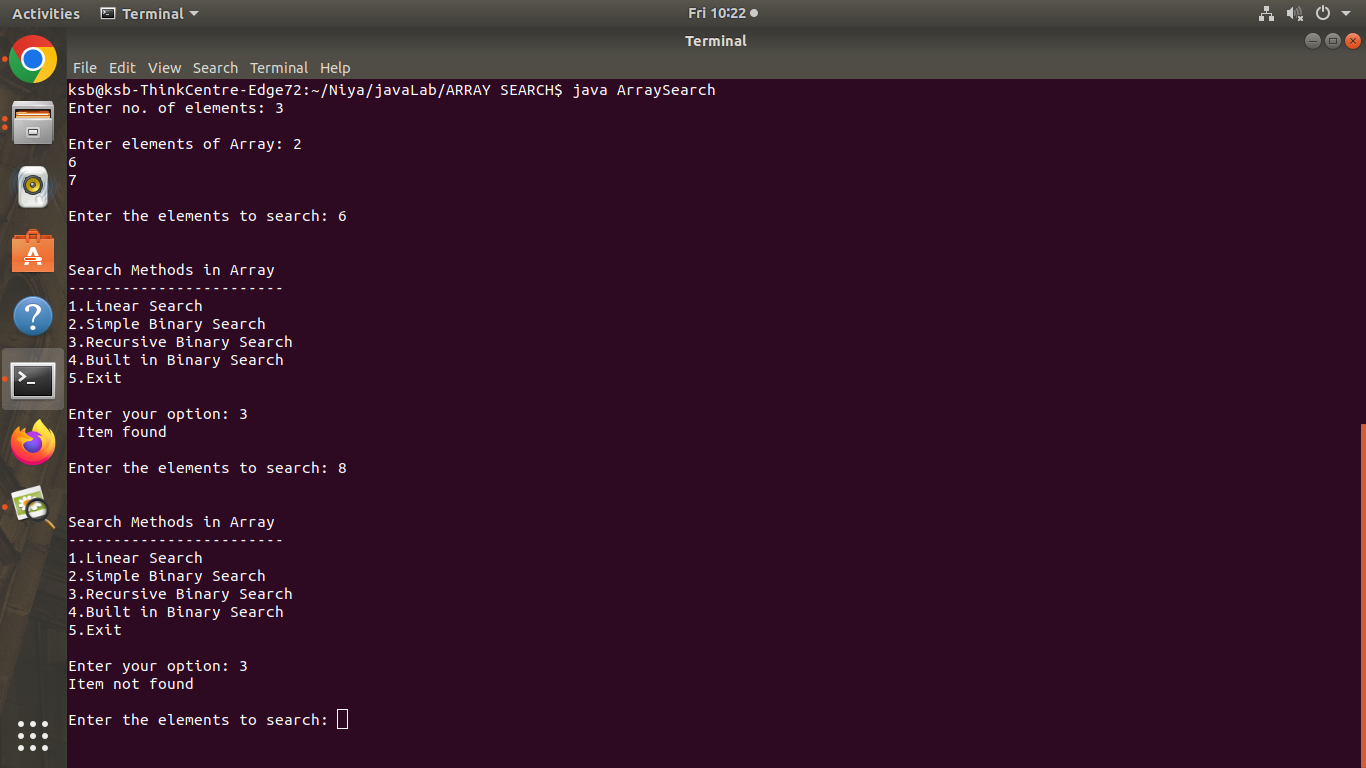 Activities Terminal Fri 10:22
Terminal
File Edit View Search Terminal Help
ksb@ksb-ThinkCentre-Edge72:~/Niya/javaLab/ARRAY SEARCH$ java ArraySearch
Enter no. of elements: 3

Enter elements of Array: 2
6
7

Enter the elements to search: 6


Search Methods in Array
------------------------
1.Linear Search
2.Simple Binary Search
3.Recursive Binary Search
4.Built in Binary Search
5.Exit

Enter your option: 3
 Item found

Enter the elements to search: 8


Search Methods in Array
------------------------
1.Linear Search
2.Simple Binary Search
3.Recursive Binary Search
4.Built in Binary Search
5.Exit

Enter your option: 3
Item not found

Enter the elements to search: